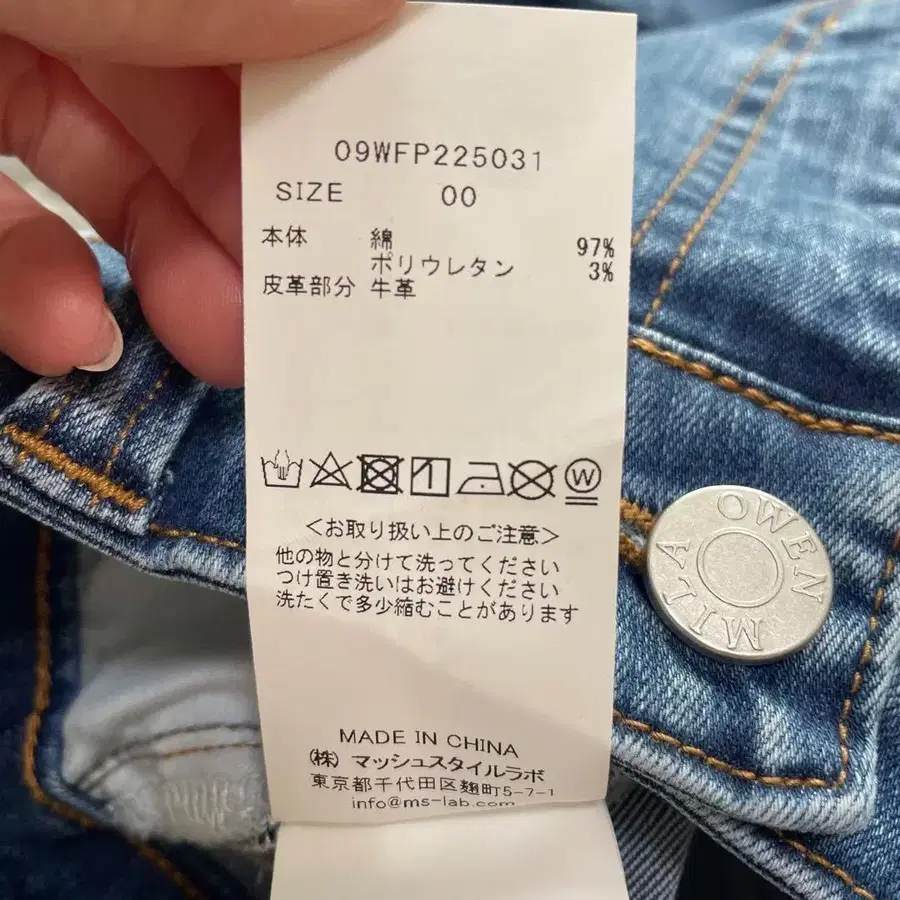 09WFP225031
SIZE 00
本体 綿 97%
ポリウレタン 3%
皮革部分 牛革
W
<お取り扱い上のご注意>
他の物と分けて洗ってください
つけ置き洗いはお避けください
洗たくで多少縮むことがあります
MADE IN CHINA
(株) マッシュスタイルラボ
東京都千代田区麹町5-7-1
info@ms-lab.com
MILA OWEN